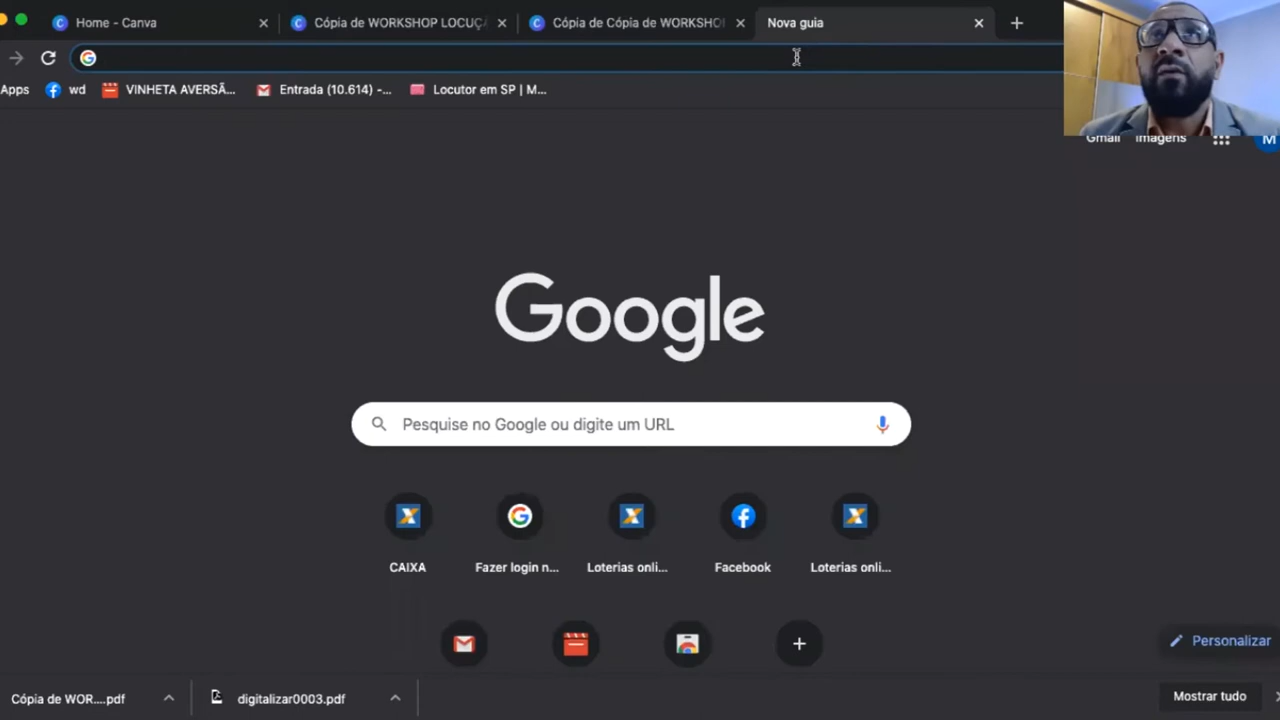 Home - Canva
Cópia de WORKSHOP LOCUÇÃ
Cópia de Cópia de WORKSHO
Nova guia
Apps
wd
VINHETA AVERSÃ...
Entrada (10.614) -...
Locutor em SP | M...
Gmail
Imagens
M
Google
Pesquise no Google ou digite um URL
CAIXA
Fazer login n...
Loterias onli...
Facebook
Loterias onli...
Personalizar
Cópia de WOR....pdf
digitalizar0003.pdf
Mostrar tudo